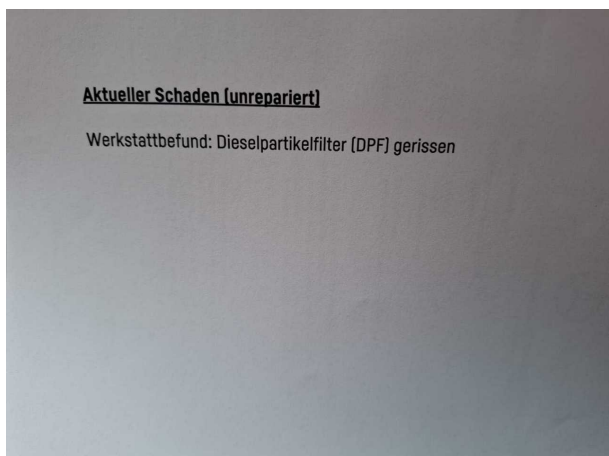 Aktueller Schaden (unrepariert)
Werkstattbefund: Dieselpartikelfilter (DPF) gerissen